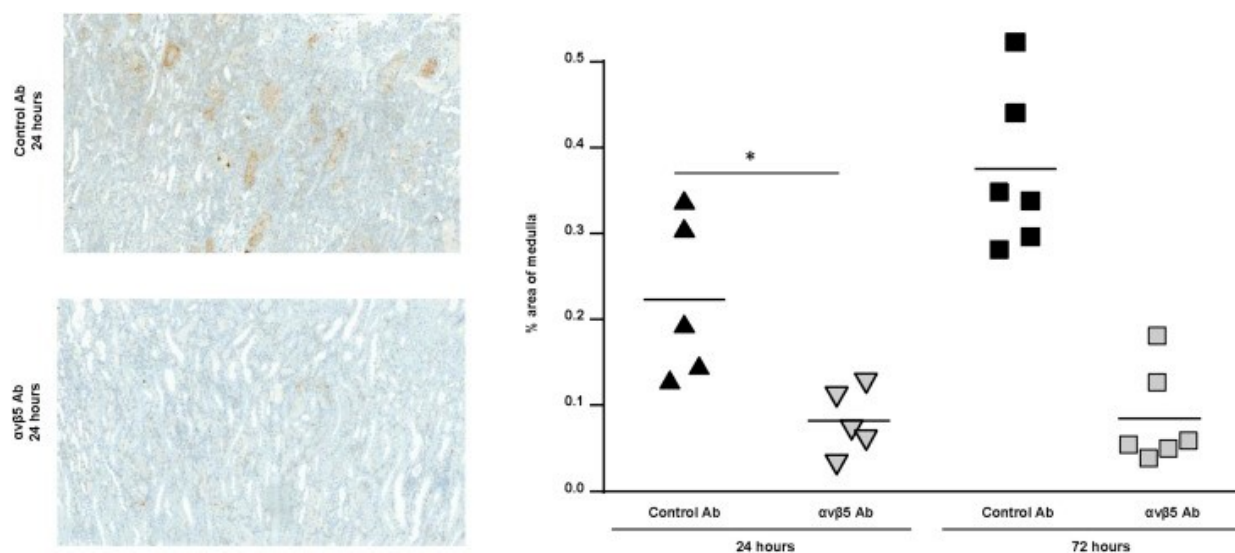 Control Ab
24 hours
αvβ5 Ab
24 hours
% area of medulla
0.5
0.4
0.3
0.2
0.1
0.0
*
Control Ab
αvβ5 Ab
Control Ab
αvβ5 Ab
24 hours
72 hours